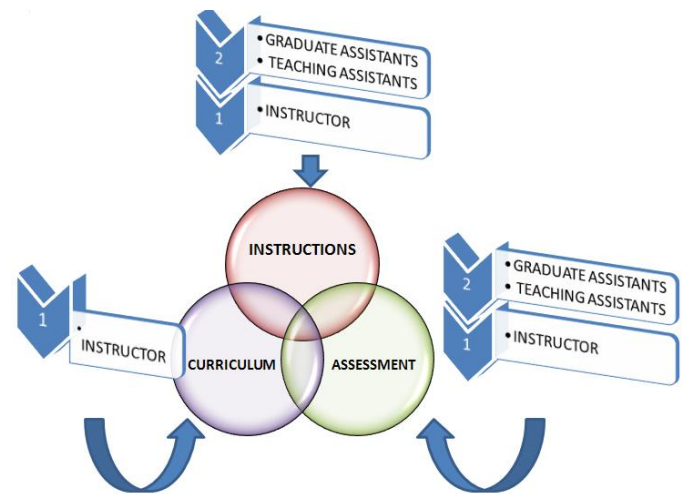 2
• GRADUATE ASSISTANTS
• TEACHING ASSISTANTS
1
• INSTRUCTOR
INSTRUCTIONS
2
• GRADUATE ASSISTANTS
• TEACHING ASSISTANTS
1
• INSTRUCTOR
1
•
INSTRUCTOR
CURRICULUM
ASSESSMENT